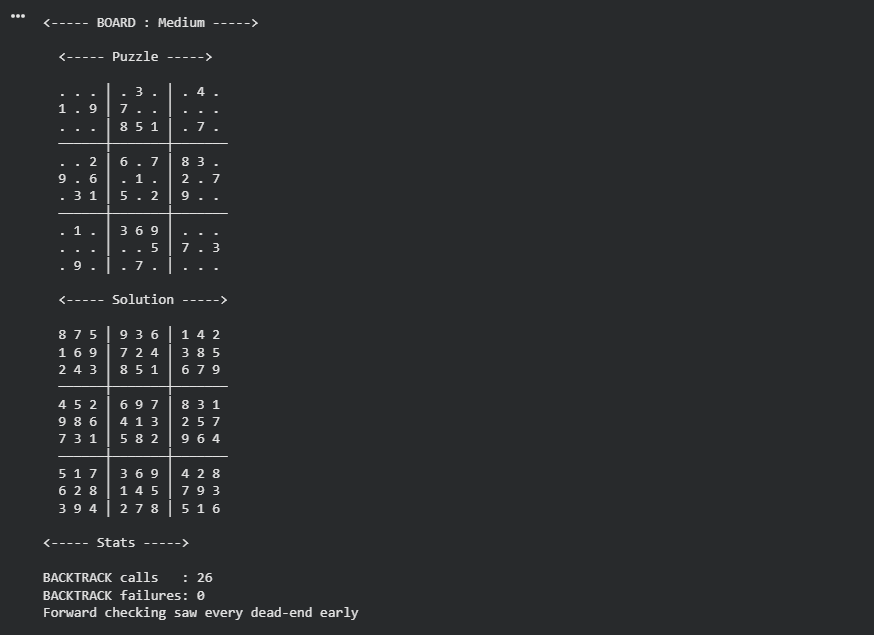 <----- BOARD : Medium ----->
<----- Puzzle ----->
. . . | . 3 . | . 4 .
1 . 9 | 7 . . | . . .
. . . | 8 5 1 | . 7 .
. . 2 | 6 . 7 | 8 3 .
9 . 6 | . 1 . | 2 . 7
. 3 1 | 5 . 2 | 9 . .
. 1 . | 3 6 9 | . . .
. . . | . . 5 | 7 . 3
. 9 . | . 7 . | . . .
<----- Solution ----->
8 7 5 | 9 3 6 | 1 4 2
1 6 9 | 7 2 4 | 3 8 5
2 4 3 | 8 5 1 | 6 7 9
4 5 2 | 6 9 7 | 8 3 1
9 8 6 | 4 1 3 | 2 5 7
7 3 1 | 5 8 2 | 9 6 4
5 1 7 | 3 6 9 | 4 2 8
6 2 8 | 1 4 5 | 7 9 3
3 9 4 | 2 7 8 | 5 1 6
<----- Stats ----->
BACKTRACK calls   : 26
BACKTRACK failures: 0
Forward checking saw every dead-end early